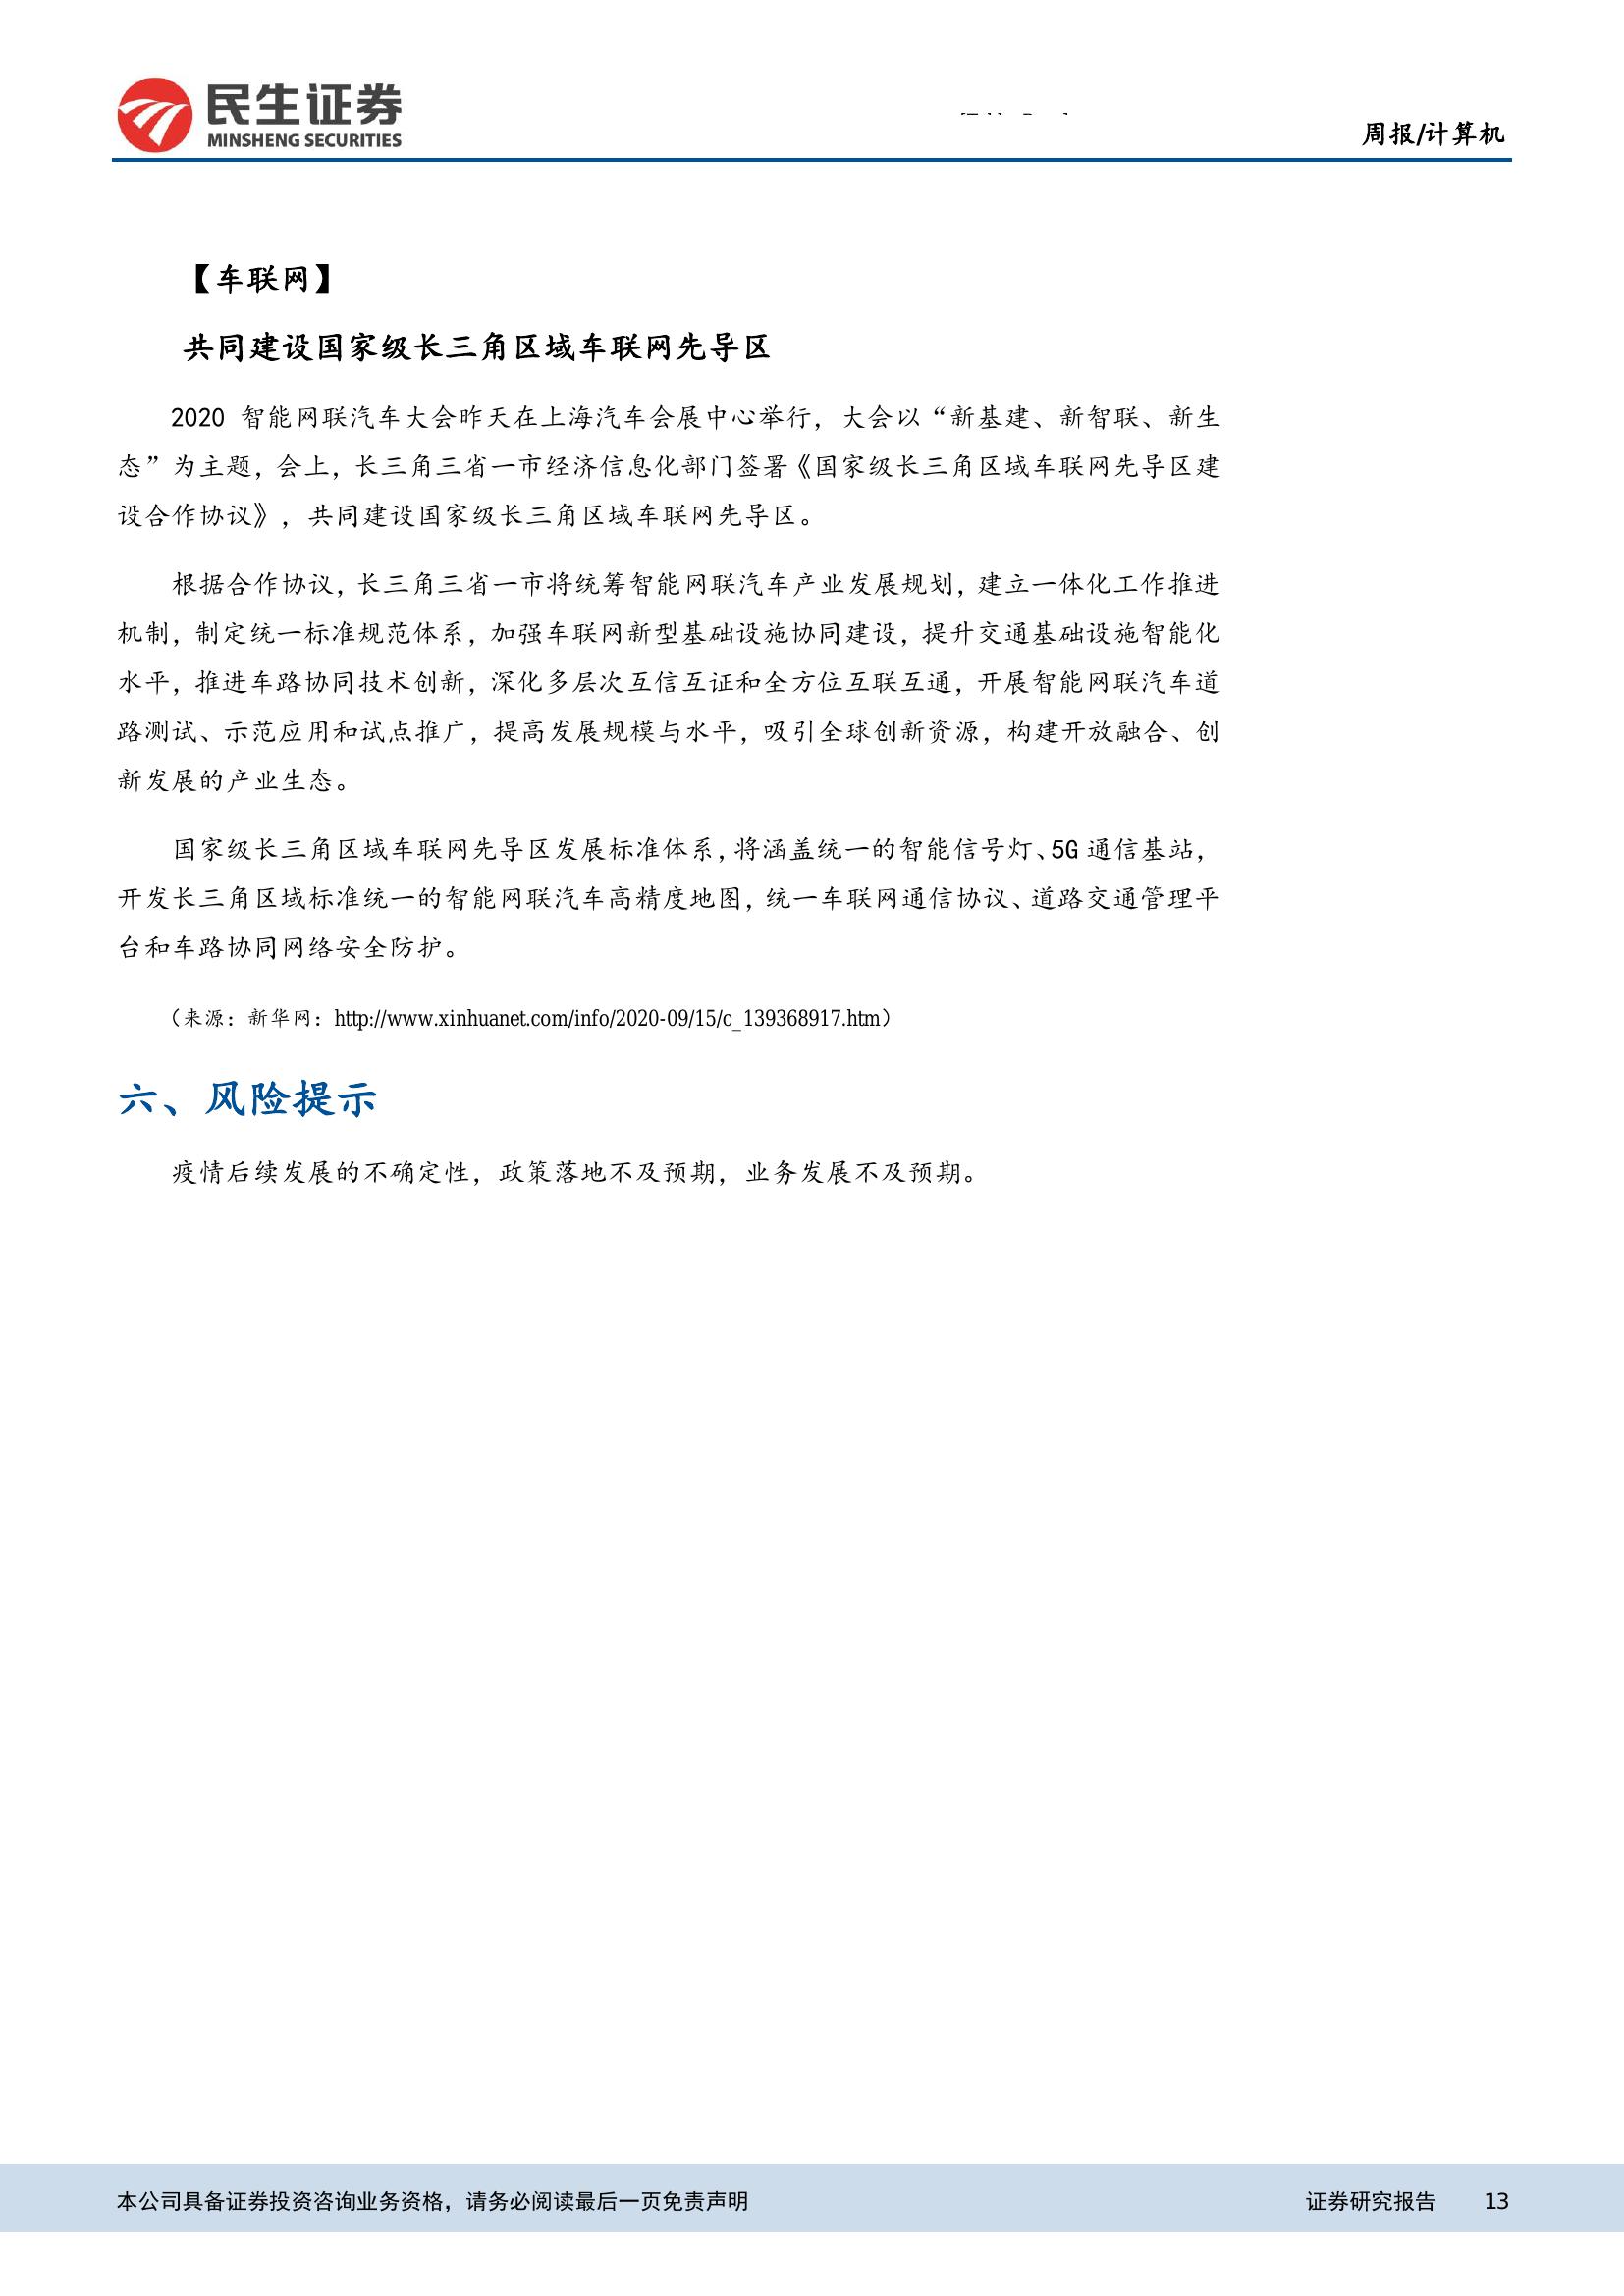 民生证券
MINSHENG SECURITIES
周报/计算机
【车联网】
共同建设国家级长三角区域车联网先导区
2020 智能网联汽车大会昨天在上海汽车会展中心举行，大会以“新基建、新智联、新生
态”为主题，会上，长三角三省一市经济信息化部门签署《国家级长三角区域车联网先导区建
设合作协议》，共同建设国家级长三角区域车联网先导区。
根据合作协议，长三角三省一市将统筹智能网联汽车产业发展规划，建立一体化工作推进
机制，制定统一标准规范体系，加强车联网新型基础设施协同建设，提升交通基础设施智能化
水平，推进车路协同技术创新，深化多层次互信互证和全方位互联互通，开展智能网联汽车道
路测试、示范应用和试点推广，提高发展规模与水平，吸引全球创新资源，构建开放融合、创
新发展的产业生态。
国家级长三角区域车联网先导区发展标准体系，将涵盖统一的智能信号灯、5G 通信基站，
开发长三角区域标准统一的智能网联汽车高精度地图，统一车联网通信协议、道路交通管理平
台和车路协同网络安全防护。
（来源：新华网：http://www.xinhuanet.com/info/2020-09/15/c_139368917.htm）
六、风险提示
疫情后续发展的不确定性，政策落地不及预期，业务发展不及预期。
本公司具备证券投资咨询业务资格，请务必阅读最后一页免责声明
证券研究报告 13